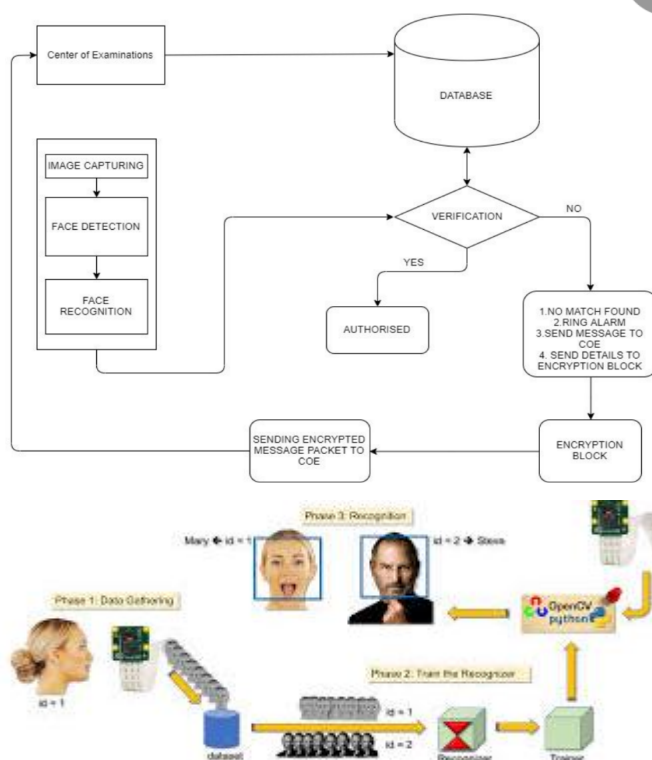 Center of Examinations
DATABASE
IMAGE CAPTURING
FACE DETECTION
FACE
RECOGNITION
VERIFICATION
NO
YES
AUTHORISED
1.NO MATCH FOUND
2.RING ALARM
3.SEND MESSAGE TO
COE
4. SEND DETAILS TO
ENCRYPTION BLOCK
SENDING ENCRYPTED
MESSAGE PACKET TO
COE
ENCRYPTION
BLOCK
Phase 3: Recognition
Mary id = 1
id = 2 Steve
Phase 1: Data Gathering
OpenCV
python
id = 1
Phase 2: Train the Recognizer
id = 1
id = 2
dataset
Recognizer
Trainer